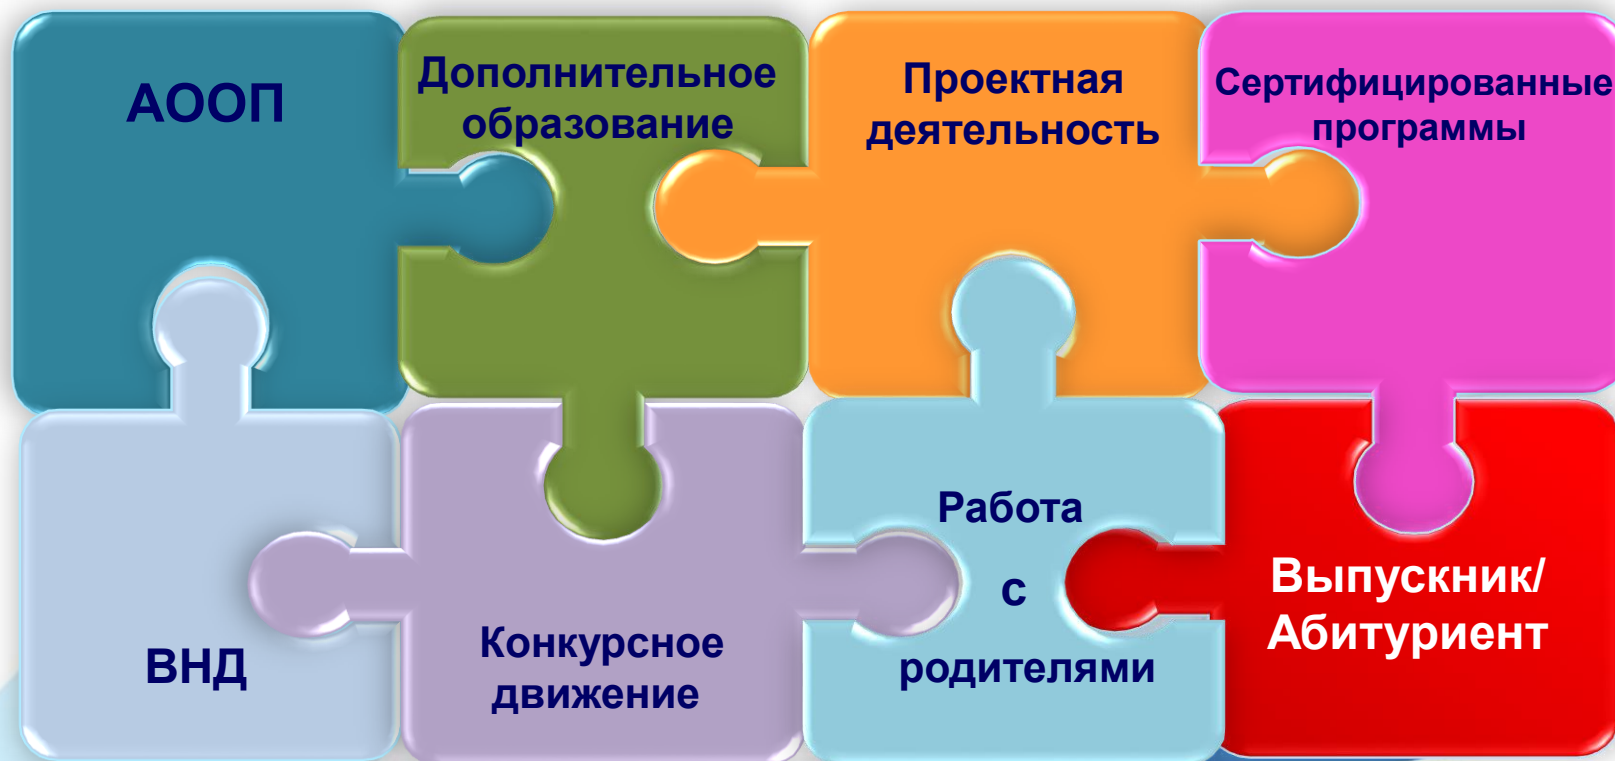 АООП
Дополнительное
образование
Проектная
деятельность
Сертифицированные
программы
ВНД
Конкурсное
движение
Работа
с
родителями
Выпускник/
Абитуриент